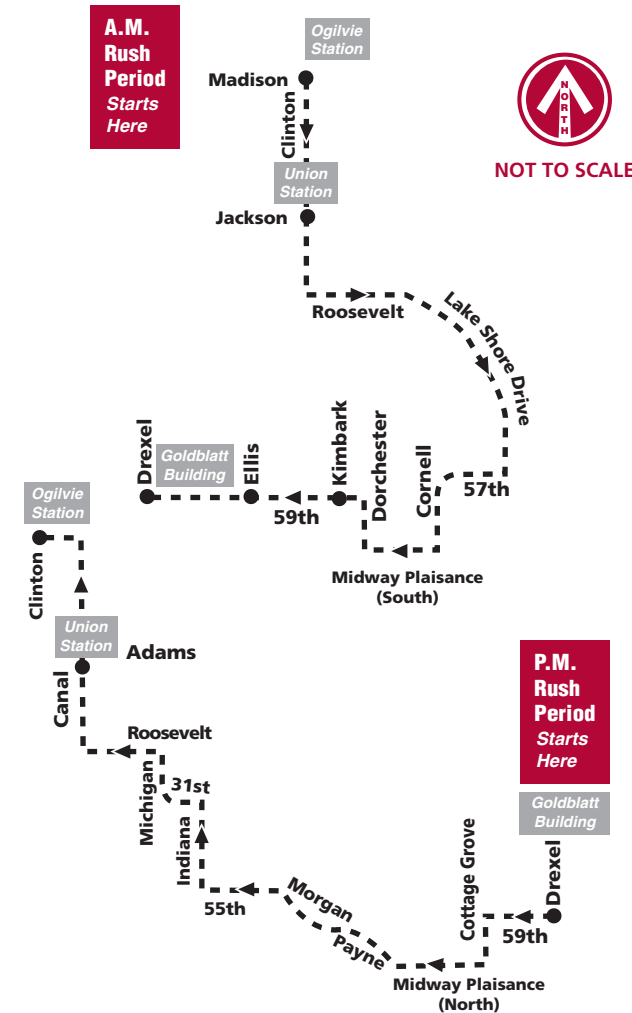 A.M.
Rush
Period
Starts
Here
Ogilvie
Station
Madison
Clinton
NORTH
NOT TO SCALE
Union
Station
Jackson
Roosevelt
Lake Shore Drive
Drexel
Goldblatt
Building
Ellis
Kimbark
Dorchester
Cornell
57th
59th
Midway Plaisance
(South)
Ogilvie
Station
Clinton
Union
Station
Adams
Canal
Roosevelt
Michigan
31st
Indiana
55th
Morgan
Payne
P.M.
Rush
Period
Starts
Here
Goldblatt
Building
Drexel
Cottage Grove
59th
Midway Plaisance
(North)